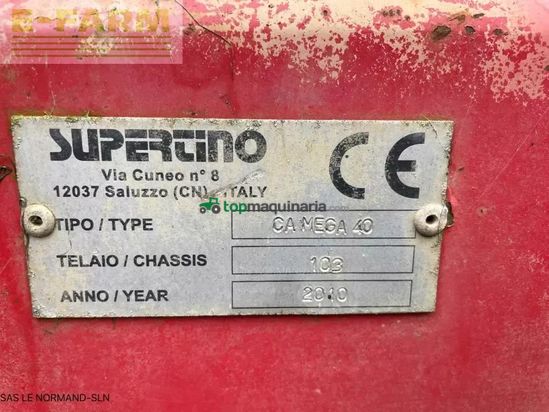 E-FARM
SUPERTINO
Via Cuneo n° 8
12037 Saluzzo (CN) ITALY
CE
topmaquinaria.com
TIPO / TYPE CA MEGA 40
TELAIO / CHASSIS 103
ANNO / YEAR 2010
SAS LE NORMAND-SLN